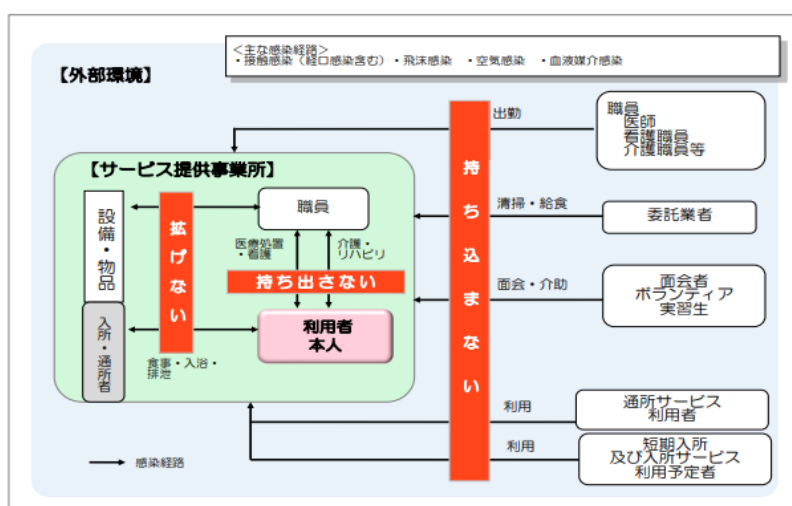 <主な感染経路>
・接触感染（経口感染含む）・飛沫感染　・空気感染　・血液媒介感染
【外部環境】
出勤
職員
医師
看護職員
介護職員等
【サービス提供事業所】
設備・物品
拡げない
職員
持ち込まない
清掃・給食
委託業者
医療処置
・看護
介護・
リハビリ
持ち出さない
面会・介助
面会者
ボランティア
実習生
入所・通所者
利用者
本人
食事・入浴・
排泄
利用
通所サービス
利用者
利用
短期入所
及び入所サービス
利用予定者
感染経路